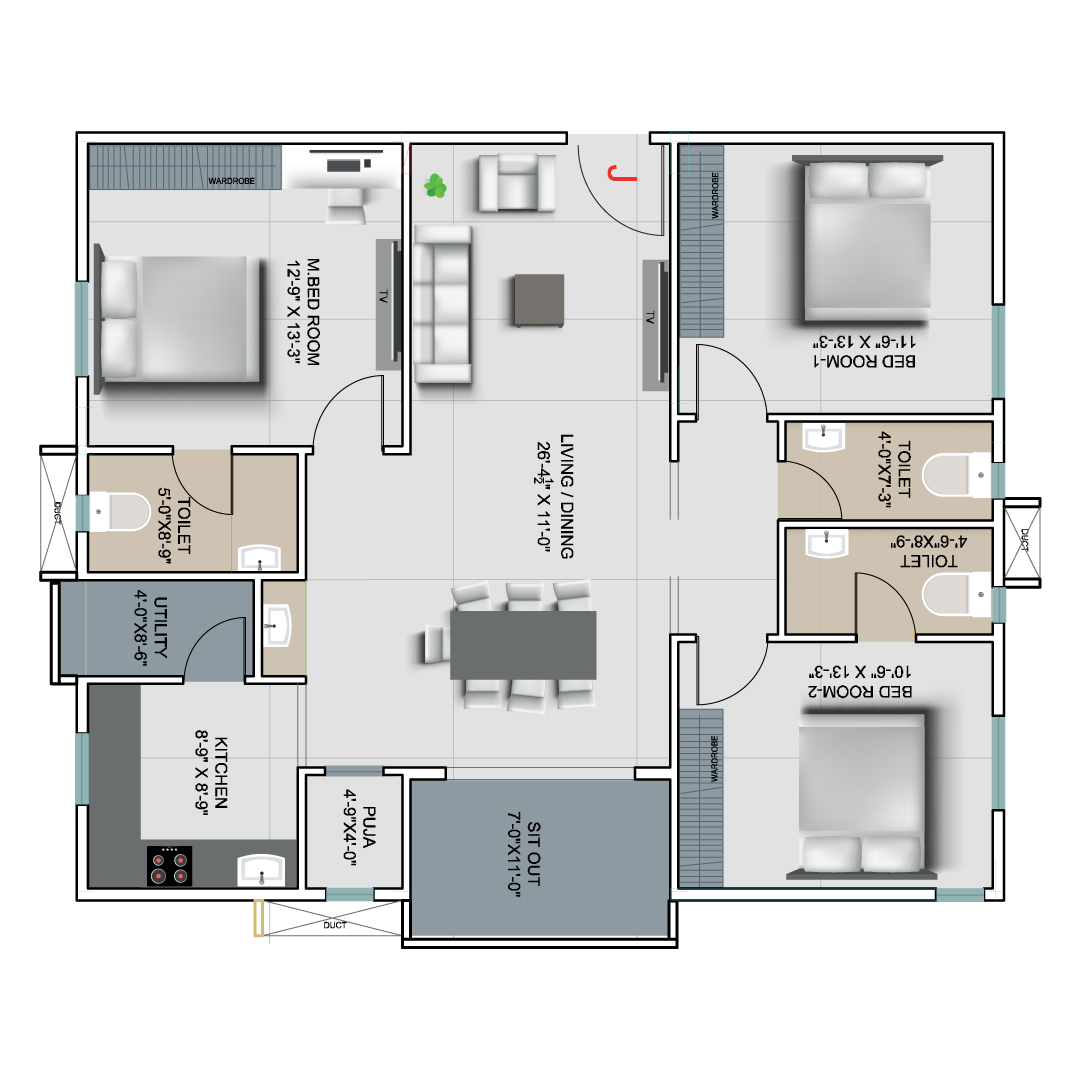 WARDROBE
J
WARDROBE
M.BED ROOM
12'-9" X 13'-3"
TV
TV
BED ROOM-1
11'-6" X 13'-3"
LIVING / DINING
26'-4½" X 11'-0"
TOILET
4'-0"X7'-3"
TOILET
5'-0"X8'-9"
DUCT
DUCT
TOILET
4'-6"X8'-9"
UTILITY
4'-0"X8'-6"
BED ROOM-2
10'-6" X 13'-3"
WARDROBE
KITCHEN
8'-9" X 8'-9"
PUJA
4'-9"X4'-0"
SIT OUT
7'-0"X11'-0"
DUCT